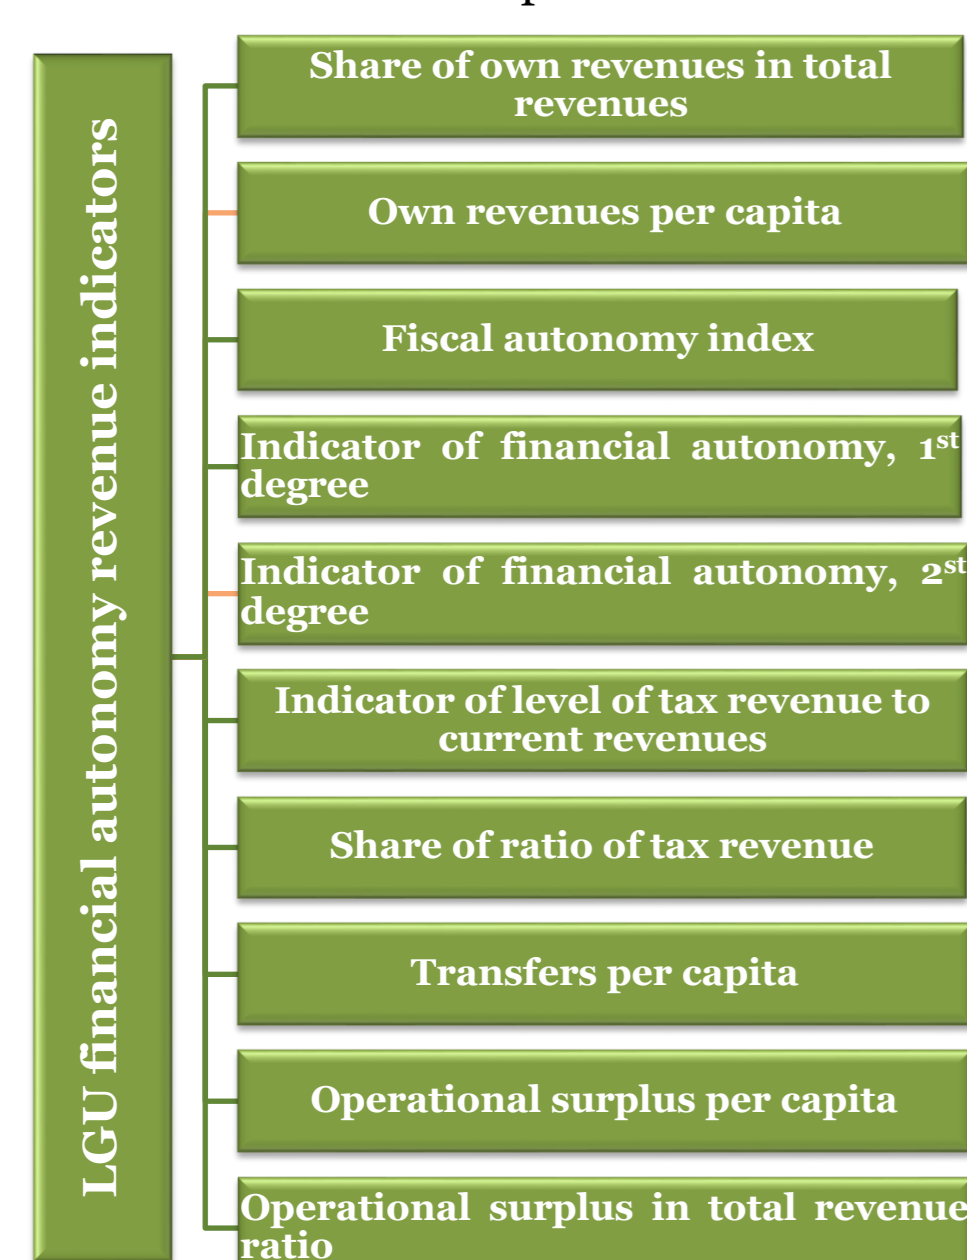 LGU financial autonomy revenue indicators
Share of own revenues in total
revenues
Own revenues per capita
Fiscal autonomy index
Indicator of financial autonomy, 1st
degree
Indicator of financial autonomy, 2st
degree
Indicator of level of tax revenue to
current revenues
Share of ratio of tax revenue
Transfers per capita
Operational surplus per capita
Operational surplus in total revenue
ratio